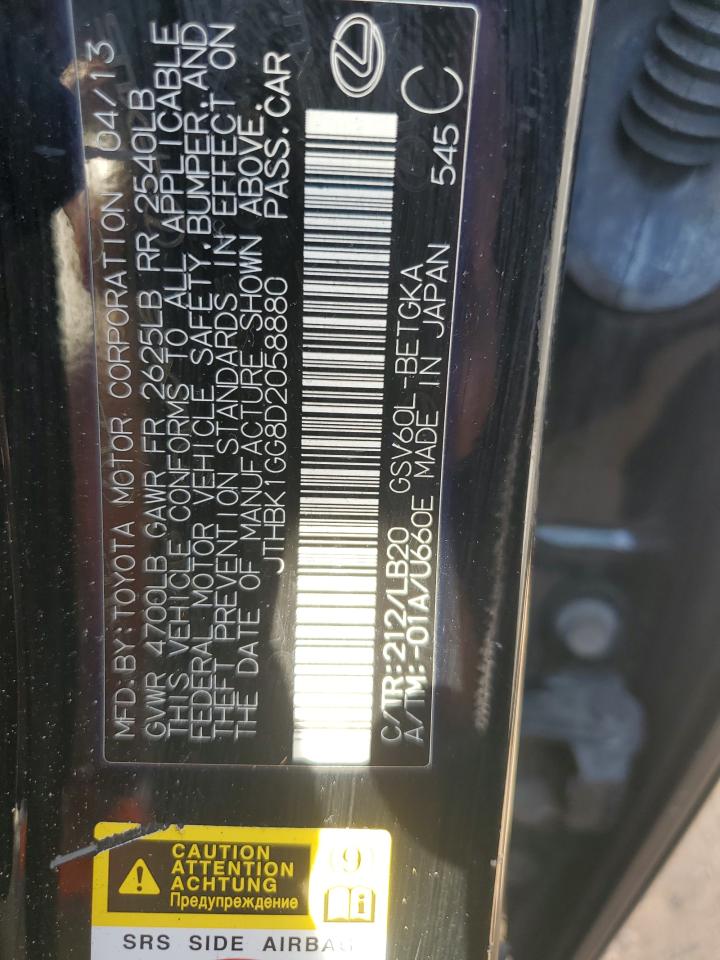 MFD. BY: TOYOTA MOTOR CORPORATION 04/13
GVWR 4700LB GAWR FR 2625LB RR 2540LB
THIS VEHICLE CONFORMS TO ALL APPLICABLE
FEDERAL MOTOR VEHICLE SAFETY, BUMPER, AND
THEFT PREVENTION STANDARDS IN EFFECT ON
THE DATE OF MANUFACTURE SHOWN ABOVE.
JTHBK1GG8D2058880 PASS. CAR
C/TR:212/LB20 GSV60L-BETGKA
A/TM:-01A/U660E MADE IN JAPAN 545 C
CAUTION
ATTENTION
ACHTUNG
Предупреждение
(9)
SRS SIDE AIRBAG